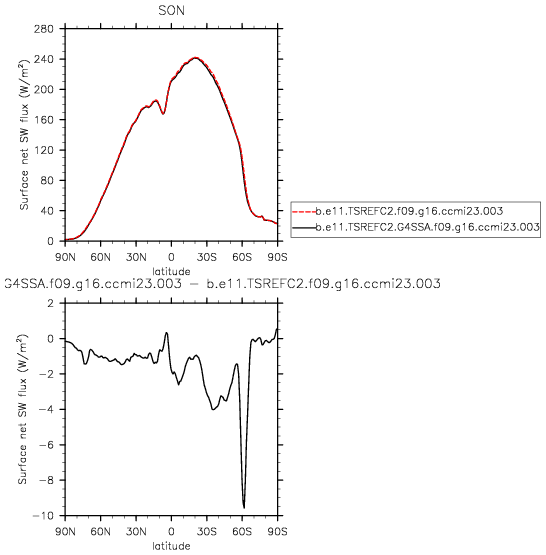 SON
Surface net SW flux (W/m²)
280
240
200
160
120
80
40
0
90N 60N 30N 0 30S 60S 90S
latitude
b.e11.TSREFC2.f09.g16.ccmi23.003
b.e11.TSREFC2.G4SSA.f09.g16.ccmi23.003
G4SSA.f09.g16.ccmi23.003 – b.e11.TSREFC2.f09.g16.ccmi23.003
Surface net SW flux (W/m²)
2
0
−2
−4
−6
−8
−10
90N 60N 30N 0 30S 60S 90S
latitude